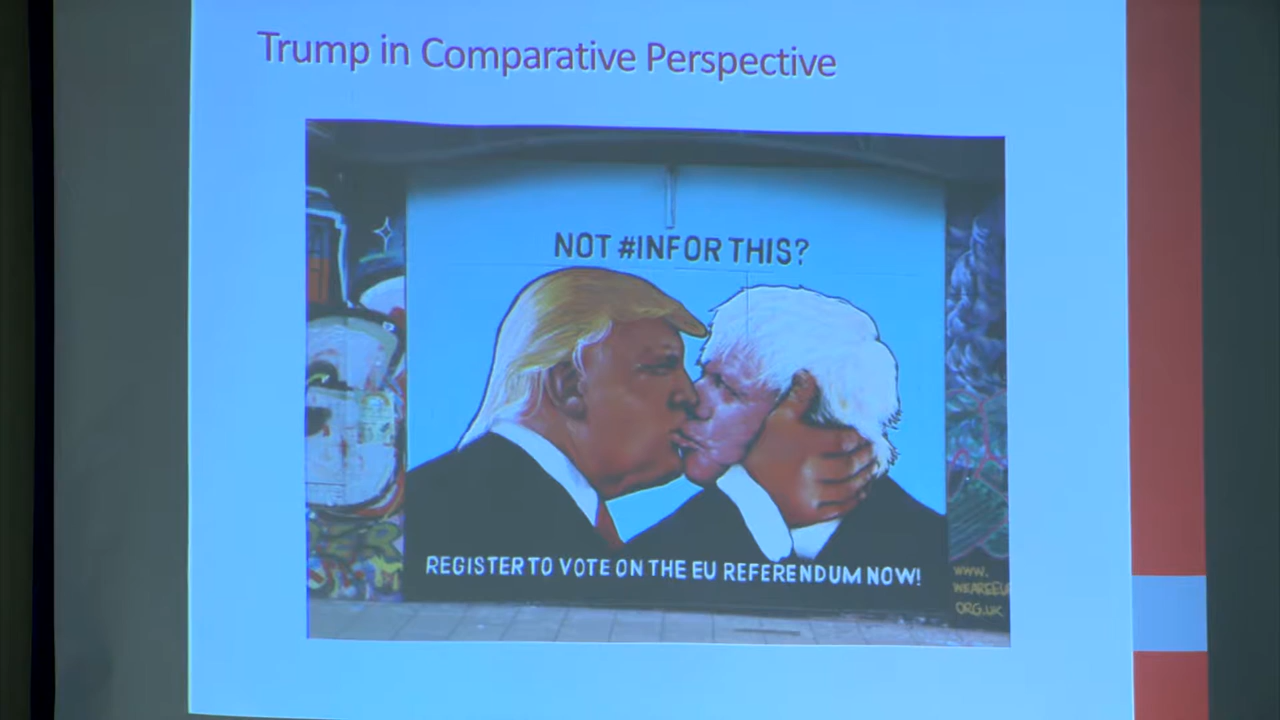 Trump in Comparative Perspective
NOT #INFOR THIS?
REGISTER TO VOTE ON THE EU REFERENDUM NOW!
WWW.
WEAREEU
ORG.UK